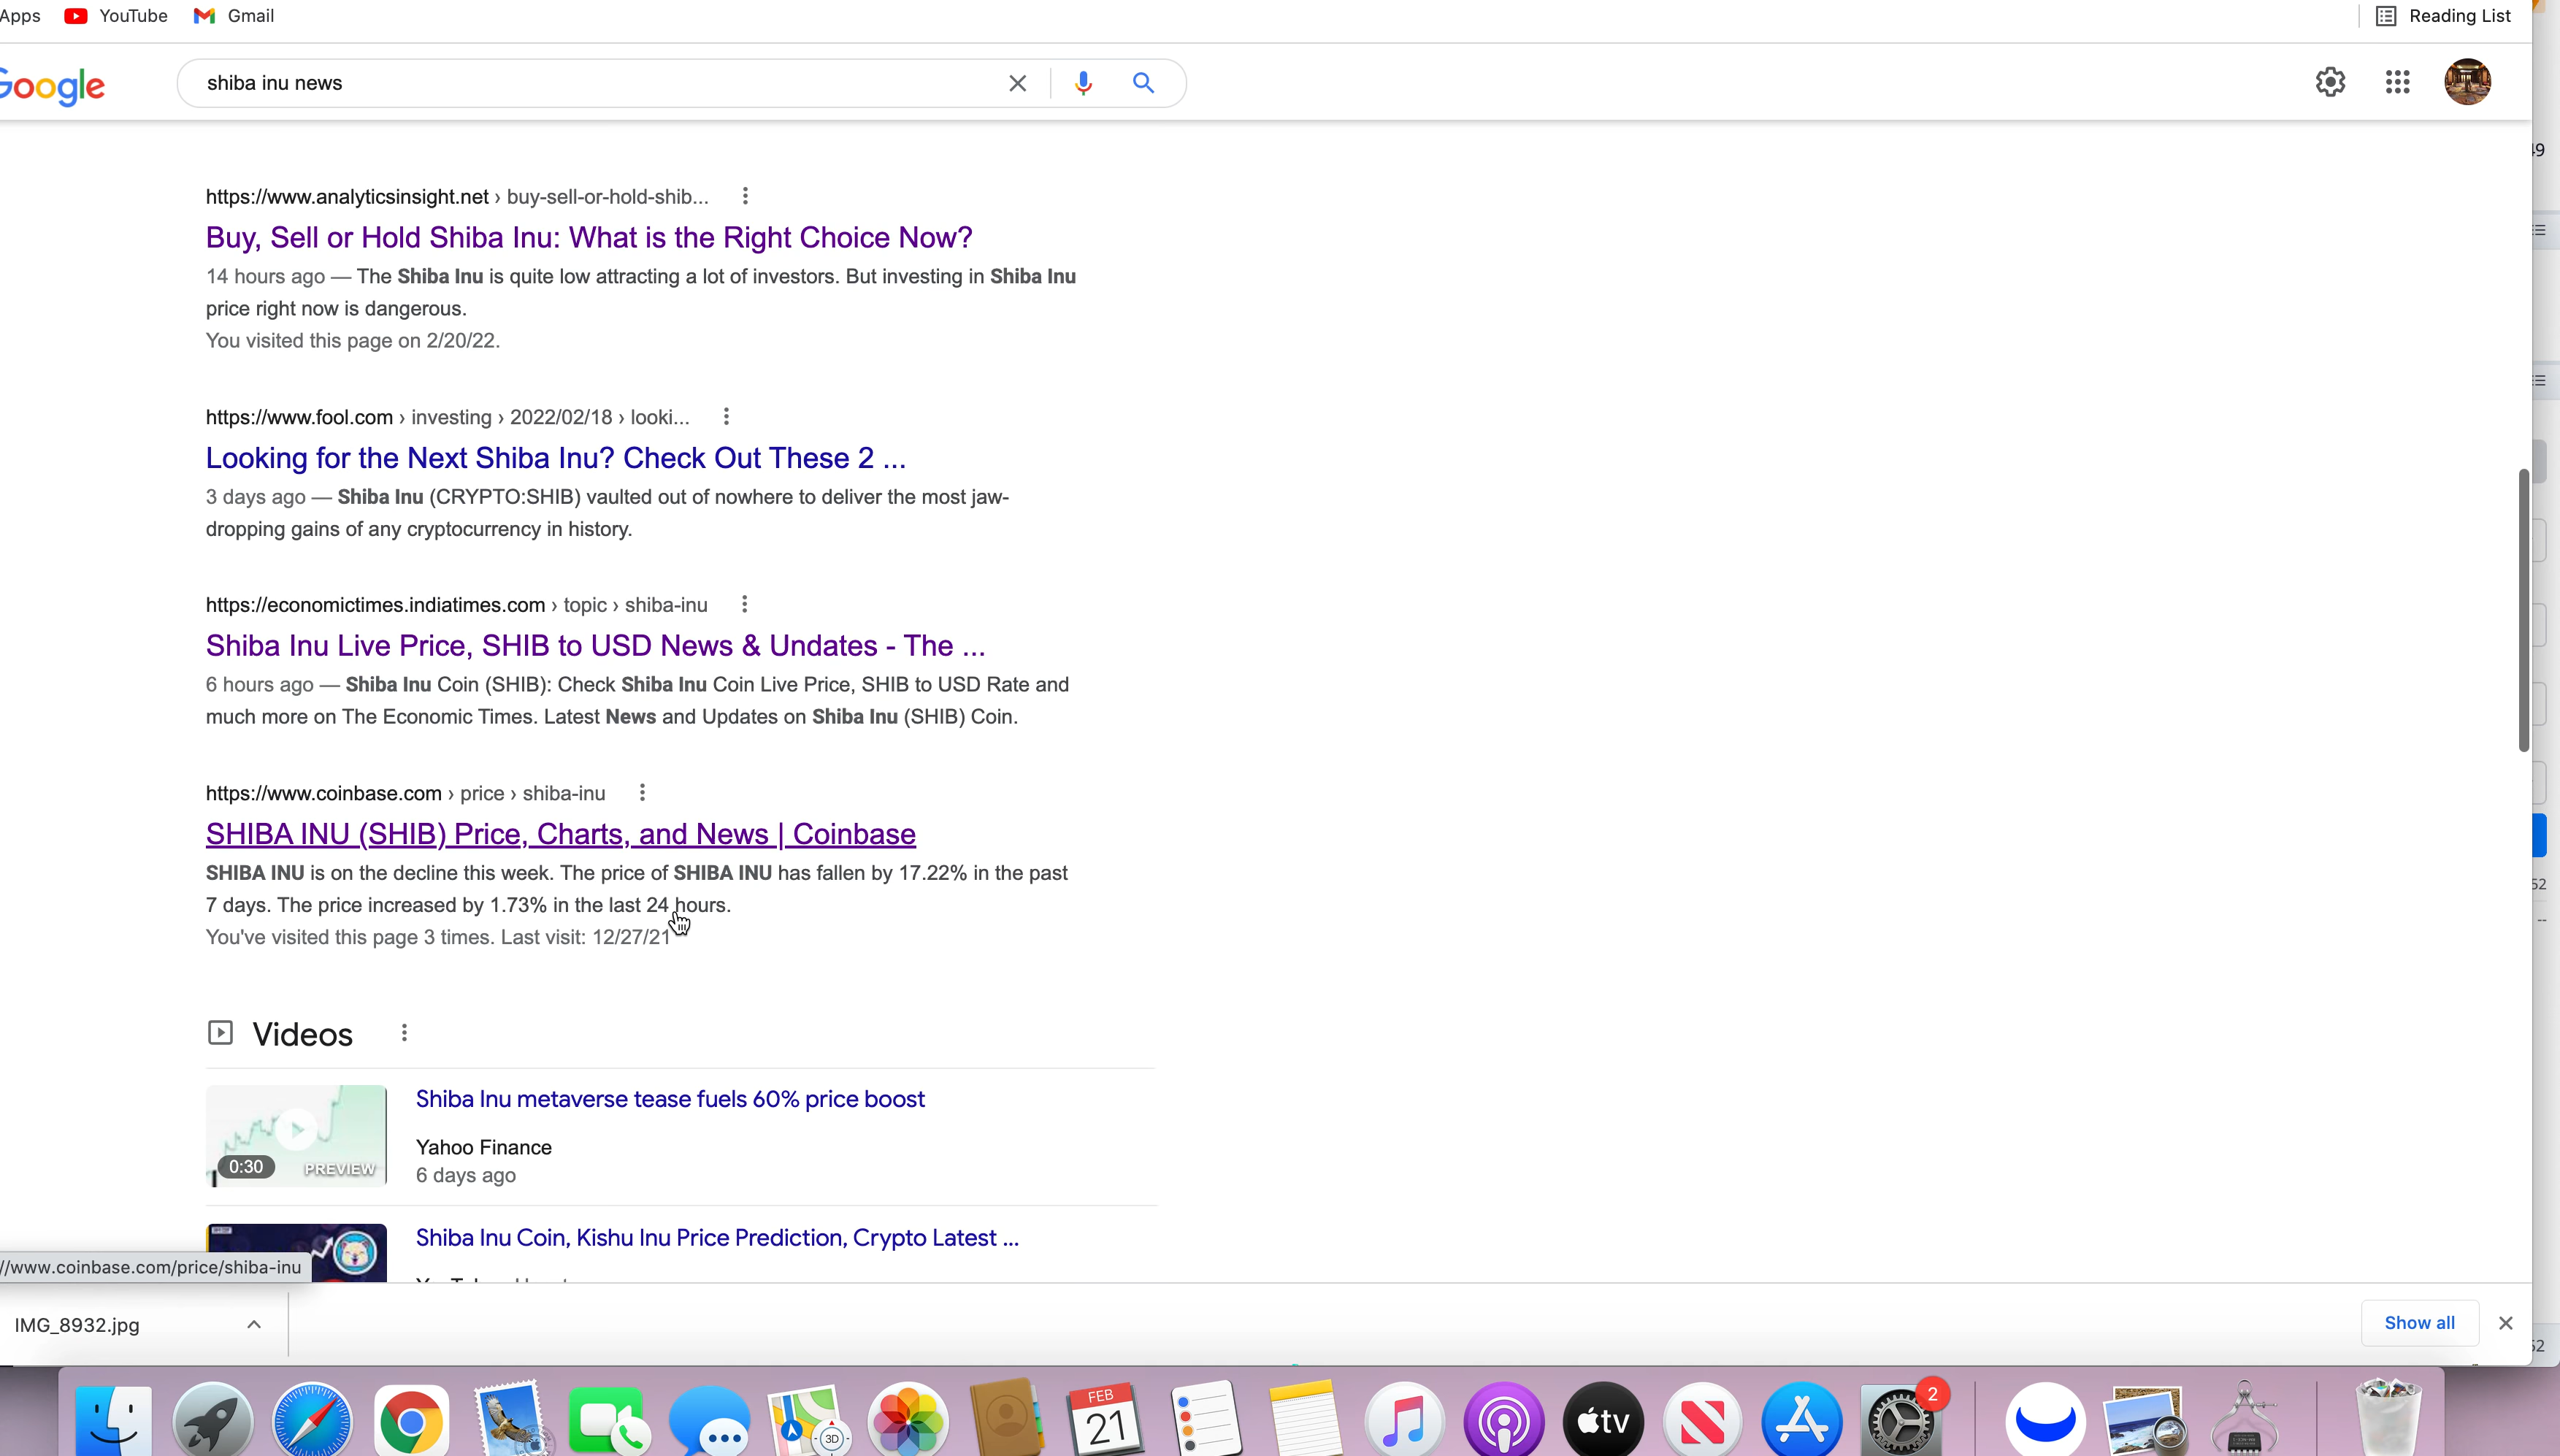 Apps YouTube Gmail Reading List
Google shiba inu news
https://www.analyticsinsight.net › buy-sell-or-hold-shib...
Buy, Sell or Hold Shiba Inu: What is the Right Choice Now?
14 hours ago — The Shiba Inu is quite low attracting a lot of investors. But investing in Shiba Inu
price right now is dangerous.
You visited this page on 2/20/22.
https://www.fool.com › investing › 2022/02/18 › looki...
Looking for the Next Shiba Inu? Check Out These 2 ...
3 days ago — Shiba Inu (CRYPTO:SHIB) vaulted out of nowhere to deliver the most jaw-
dropping gains of any cryptocurrency in history.
https://economictimes.indiatimes.com › topic › shiba-inu
Shiba Inu Live Price, SHIB to USD News & Undates - The ...
6 hours ago — Shiba Inu Coin (SHIB): Check Shiba Inu Coin Live Price, SHIB to USD Rate and
much more on The Economic Times. Latest News and Updates on Shiba Inu (SHIB) Coin.
https://www.coinbase.com › price › shiba-inu
SHIBA INU (SHIB) Price, Charts, and News | Coinbase
SHIBA INU is on the decline this week. The price of SHIBA INU has fallen by 17.22% in the past
7 days. The price increased by 1.73% in the last 24 hours.
You've visited this page 3 times. Last visit: 12/27/21
Videos
Shiba Inu metaverse tease fuels 60% price boost
Yahoo Finance
0:30 PREVIEW
6 days ago
Shiba Inu Coin, Kishu Inu Price Prediction, Crypto Latest ...
//www.coinbase.com/price/shiba-inu
IMG_8932.jpg Show all
49
52
--
52
FEB
21
3D
tv
2